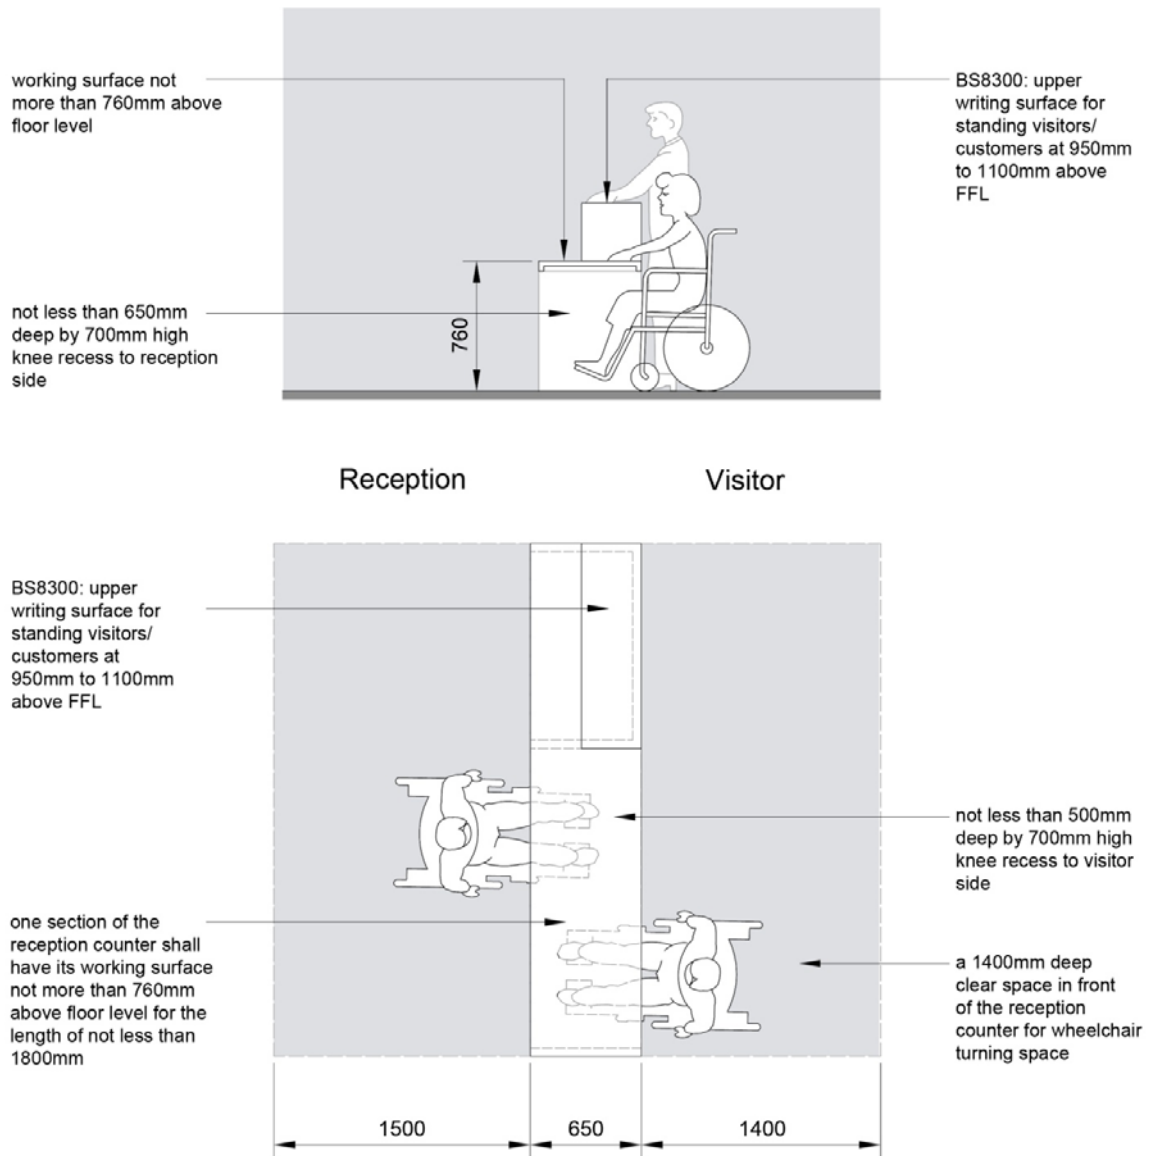 working surface not
more than 760mm above
floor level
BS8300: upper
writing surface for
standing visitors/
customers at 950mm
to 1100mm above
FFL
not less than 650mm
deep by 700mm high
knee recess to reception
side
760
Reception
Visitor
BS8300: upper
writing surface for
standing visitors/
customers at
950mm to 1100mm
above FFL
not less than 500mm
deep by 700mm high
knee recess to visitor
side
one section of the
reception counter shall
have its working surface
not more than 760mm
above floor level for the
length of not less than
1800mm
a 1400mm deep
clear space in front
of the reception
counter for wheelchair
turning space
1500
650
1400